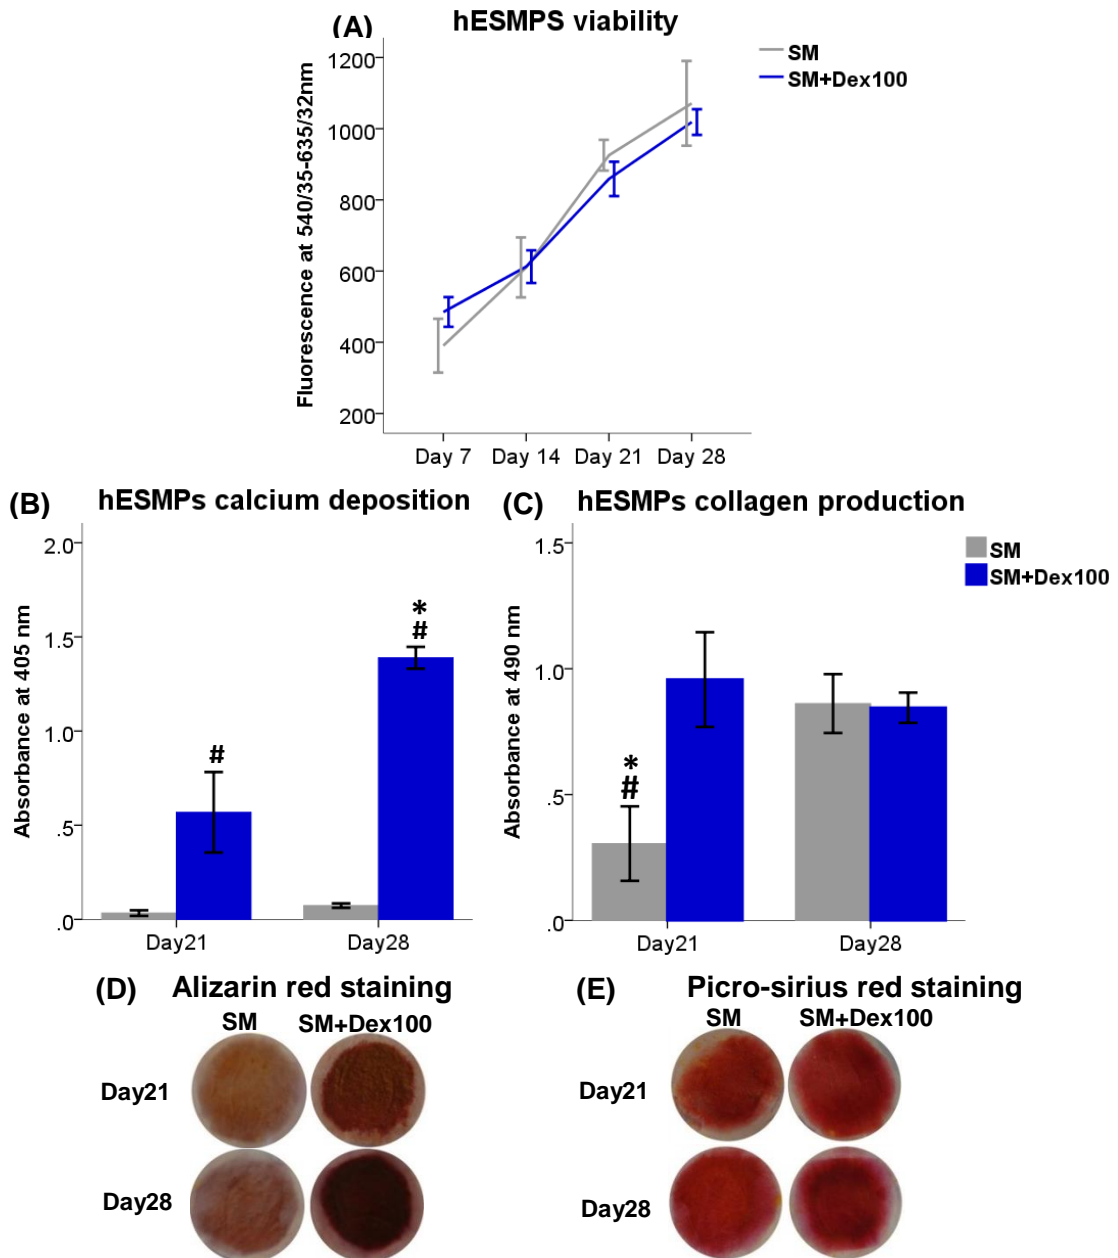 (A) hESMPS viability
SM
SM+Dex100
Fluorescence at 540/35-635/32nm
1200
1000
800
600
400
200
Day 7 Day 14 Day 21 Day 28
(B) hESMPs calcium deposition
Absorbance at 405 nm
2.0
1.5
1.0
.5
.0
#
*
#
Day21 Day28
(C) hESMPs collagen production
SM
SM+Dex100
Absorbance at 490 nm
1.5
1.0
.5
.0
*
#
Day21 Day28
(D) Alizarin red staining
SM SM+Dex100
Day21
Day28
(E) Picro-sirius red staining
SM SM+Dex100
Day21
Day28